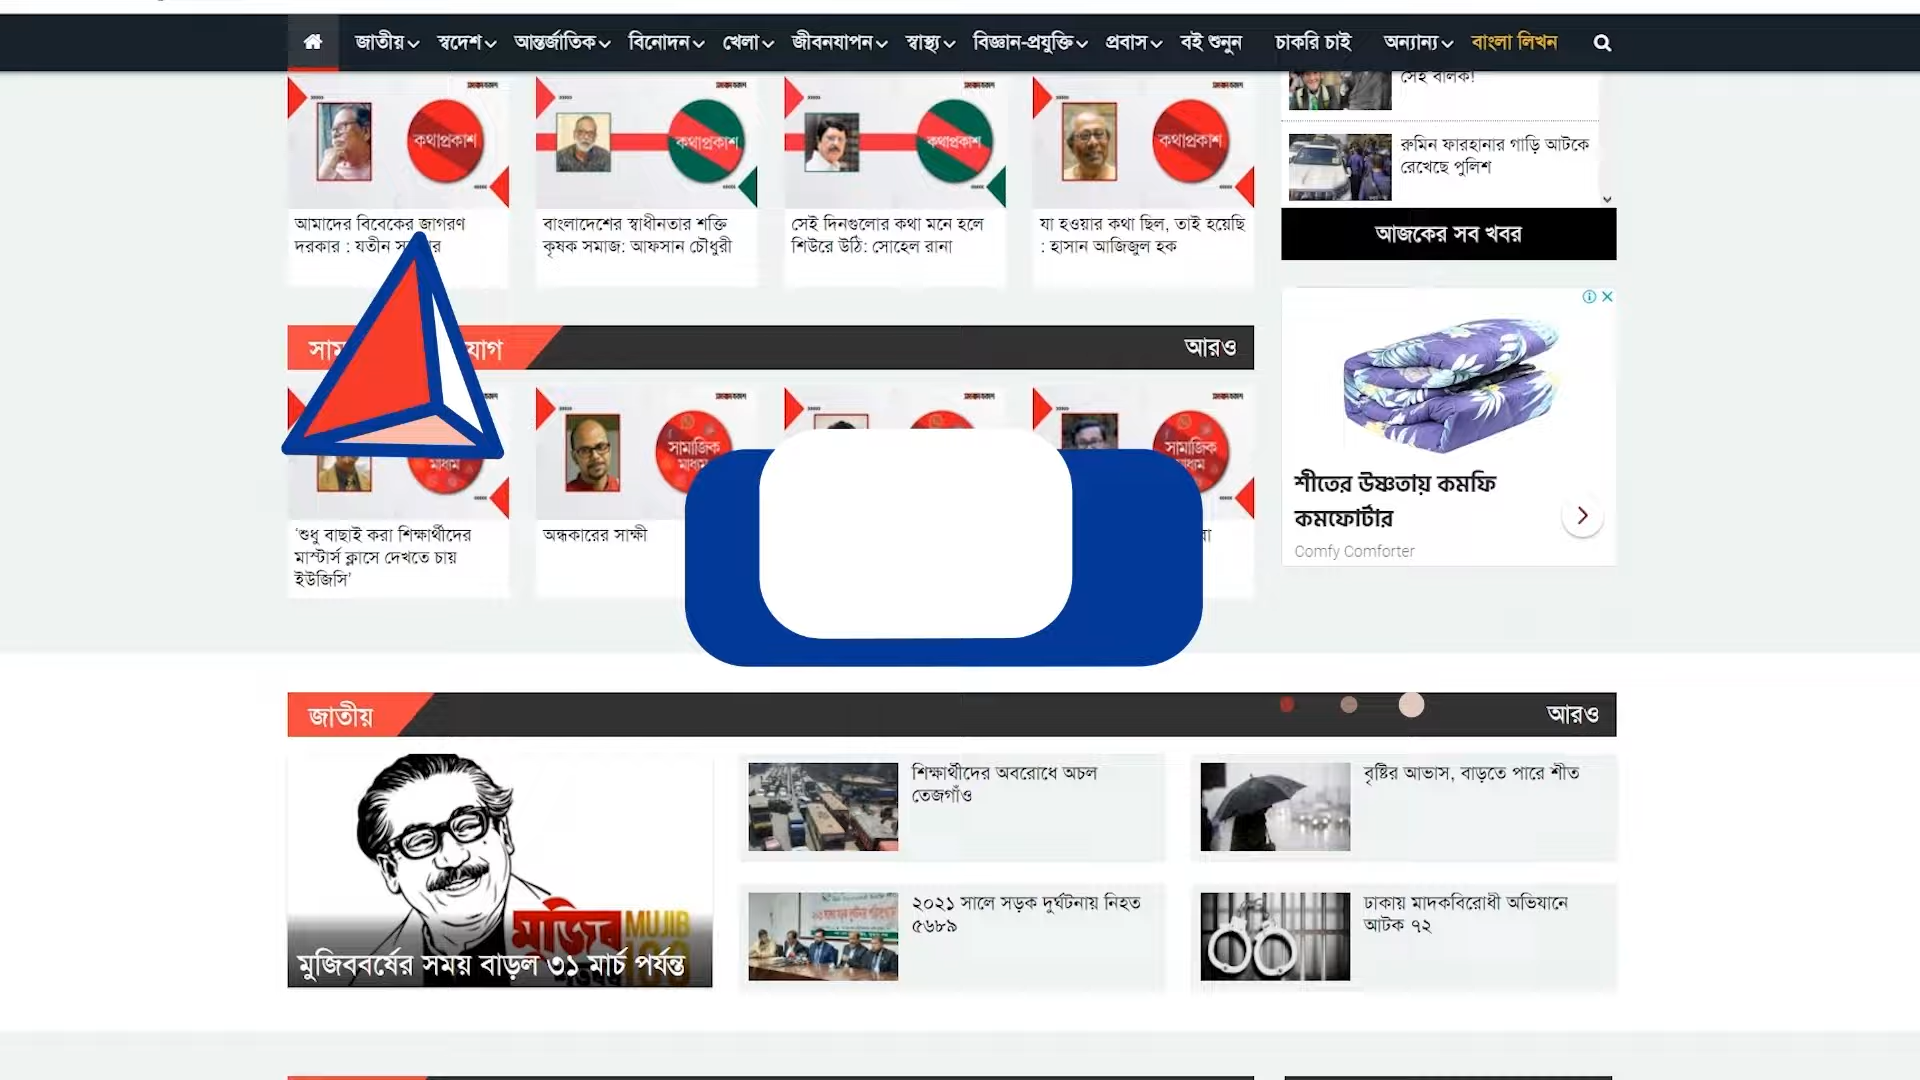 জাতীয় স্বদেশ আন্তর্জাতিক বিনোদন খেলা জীবনযাপন স্বাস্থ্য বিজ্ঞান-প্রযুক্তি প্রবাস বই শুনুন চাকরি চাই অন্যান্য বাংলা লিখন
সেই বালক!
কথাপ্রকাশ
কথাপ্রকাশ
কথাপ্রকাশ
কথাপ্রকাশ
রুমিন ফারহানার গাড়ি আটকে
রেখেছে পুলিশ
আমাদের বিবেকের জাগরণ
দরকার : যতীন
বাংলাদেশের স্বাধীনতার শক্তি
কৃষক সমাজ: আফসান চৌধুরী
সেই দিনগুলোর কথা মনে হলে
শিউরে উঠি: সোহেল রানা
যা হওয়ার কথা ছিল, তাই হয়েছে
: হাসান আজিজুল হক
আজকের সব খবর
আরও
সামাজিক
মাধ্যম
সামাজিক
মাধ্যম
মাধ্যম
‘শুধু বাছাই করা শিক্ষার্থীদের
মাস্টার্স ক্লাসে দেখতে চায়
ইউজিসি’
অন্ধকারের সাক্ষী
শীতের উষ্ণতায় কমফি
কমফোর্টার
Comfy Comforter
জাতীয়
আরও
মুজিব MUJIB
100
মুজিববর্ষের সময় বাড়ল ৩১ মার্চ পর্যন্ত
শিক্ষার্থীদের অবরোধে অচল
তেজগাঁও
বৃষ্টির আভাস, বাড়তে পারে শীত
২০২১ সালে সড়ক দুর্ঘটনায় নিহত
৫৬৮৯
ঢাকায় মাদকবিরোধী অভিযানে
আটক ৭২